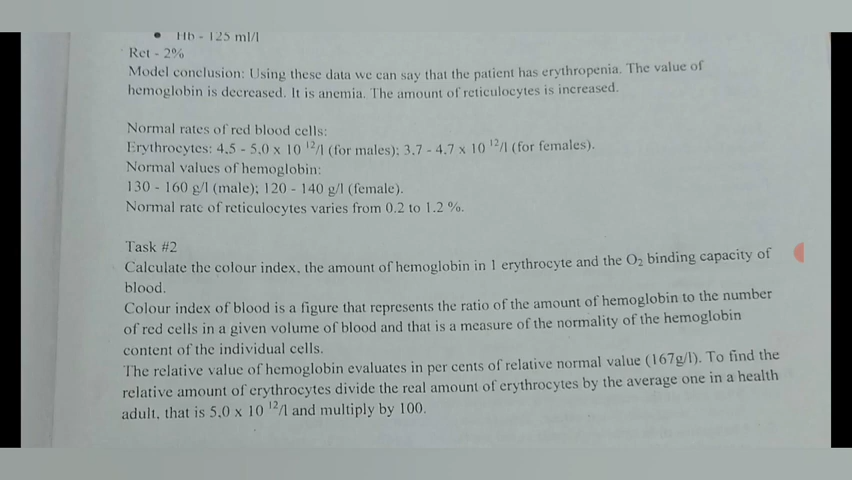 • Hb - 125 ml/l
Ret - 2%
Model conclusion: Using these data we can say that the patient has erythropenia. The value of
hemoglobin is decreased. It is anemia. The amount of reticulocytes is increased.
Normal rates of red blood cells:
Erythrocytes: 4,5 - 5,0 x 10 ¹²/l (for males); 3,7 - 4,7 x 10 ¹²/l (for females).
Normal values of hemoglobin:
130 - 160 g/l (male); 120 - 140 g/l (female).
Normal rate of reticulocytes varies from 0.2 to 1.2 %.
Task #2
Calculate the colour index, the amount of hemoglobin in 1 erythrocyte and the O₂ binding capacity of
blood.
Colour index of blood is a figure that represents the ratio of the amount of hemoglobin to the number
of red cells in a given volume of blood and that is a measure of the normality of the hemoglobin
content of the individual cells.
The relative value of hemoglobin evaluates in per cents of relative normal value (167g/l). To find the
relative amount of erythrocytes divide the real amount of erythrocytes by the average one in a health
adult, that is 5,0 x 10 ¹²/l and multiply by 100.